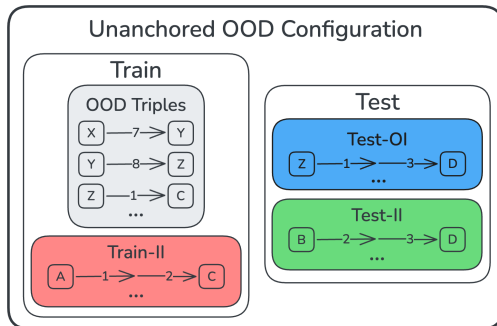 Unanchored OOD Configuration
Train
OOD Triples
X 7 Y
Y 8 Z
Z 1 C
...
Train-II
A 1 2 C
...
Test
Test-OI
Z 1 3 D
...
Test-II
B 2 3 D
...